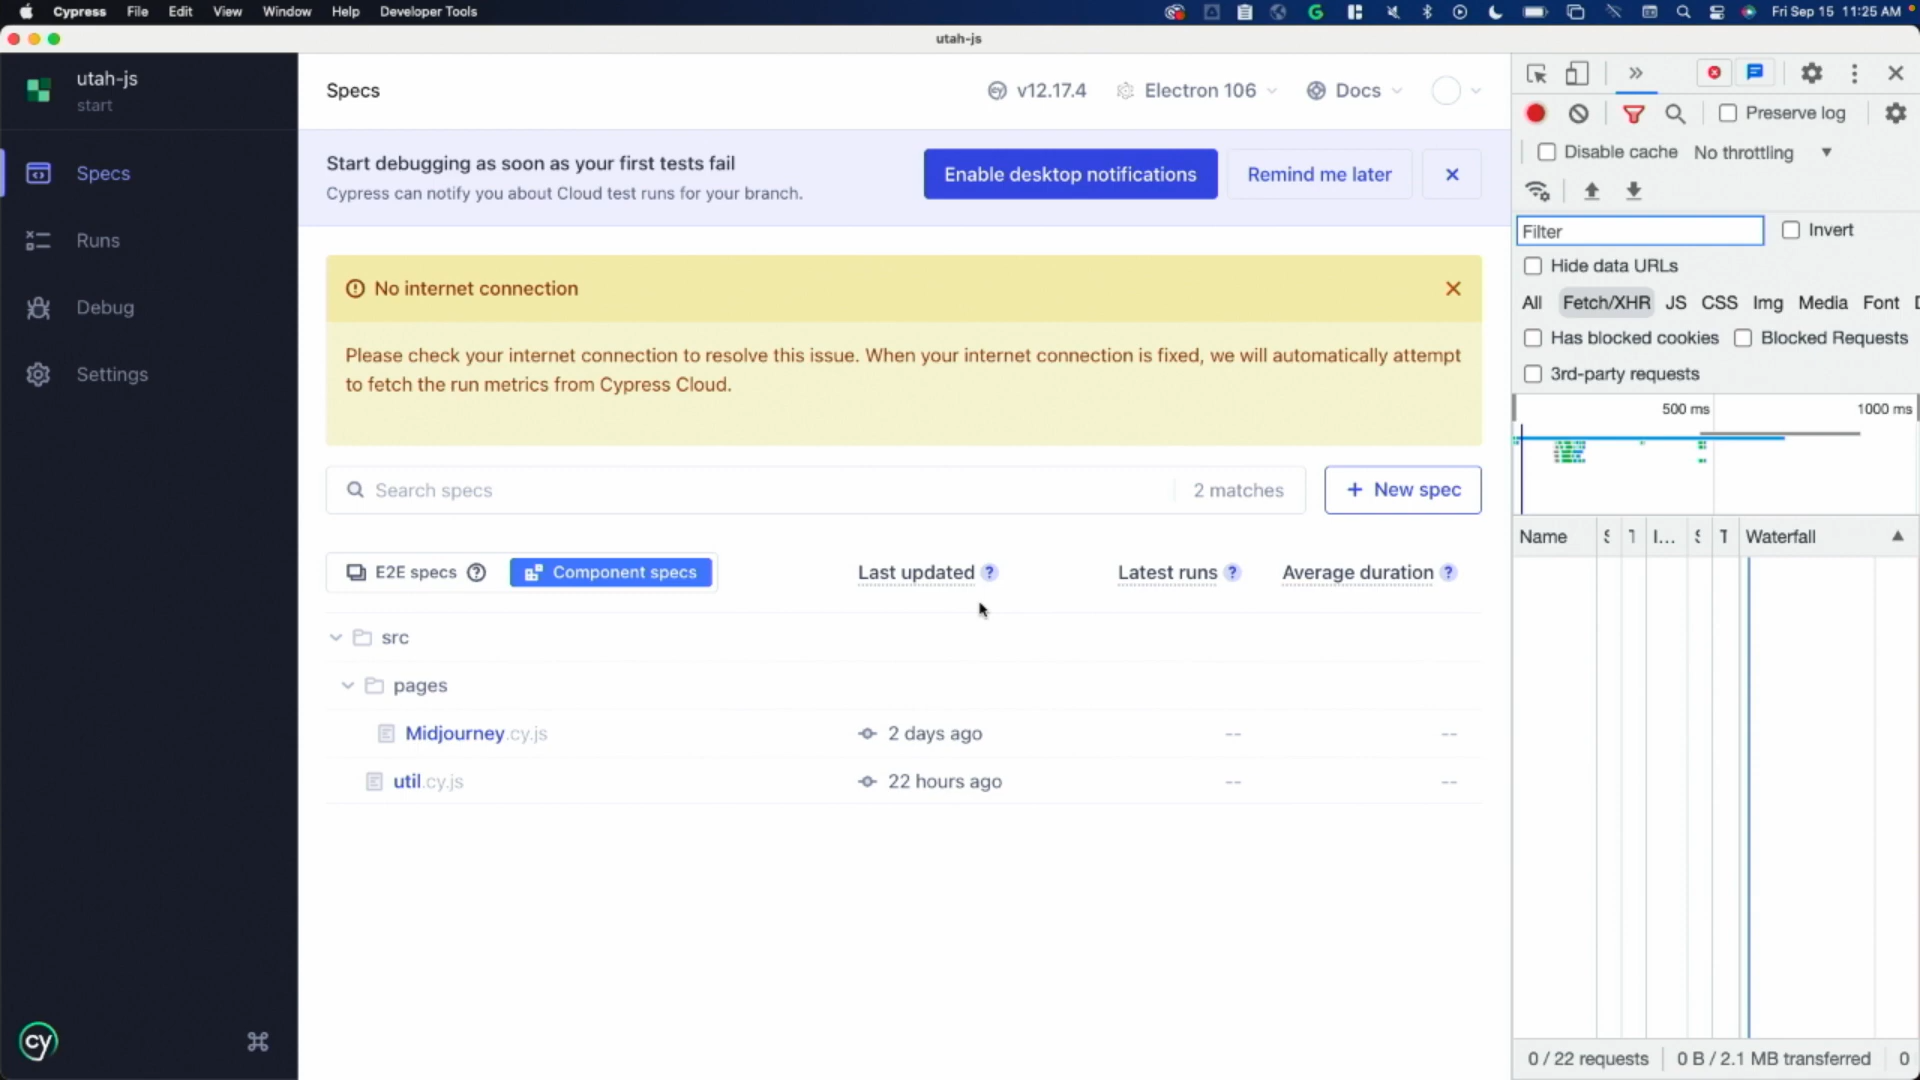 Cypress File Edit View Window Help Developer Tools Fri Sep 15 11:25 AM
utah-js
utah-js
start
Specs
Runs
Debug
Settings
cy
Specs
v12.17.4
Electron 106
Docs
Start debugging as soon as your first tests fail
Cypress can notify you about Cloud test runs for your branch.
Enable desktop notifications
Remind me later
No internet connection
Please check your internet connection to resolve this issue. When your internet connection is fixed, we will automatically attempt
to fetch the run metrics from Cypress Cloud.
Search specs
2 matches
+ New spec
E2E specs
Component specs
Last updated
Latest runs
Average duration
src
pages
Midjourney.cy.js 2 days ago -- --
util.cy.js 22 hours ago -- --
Preserve log
Disable cache No throttling
Filter
Invert
Hide data URLs
All Fetch/XHR JS CSS Img Media Font
Has blocked cookies Blocked Requests
3rd-party requests
500 ms 1000 ms
Name I... Waterfall
0 / 22 requests 0 B / 2.1 MB transferred 0